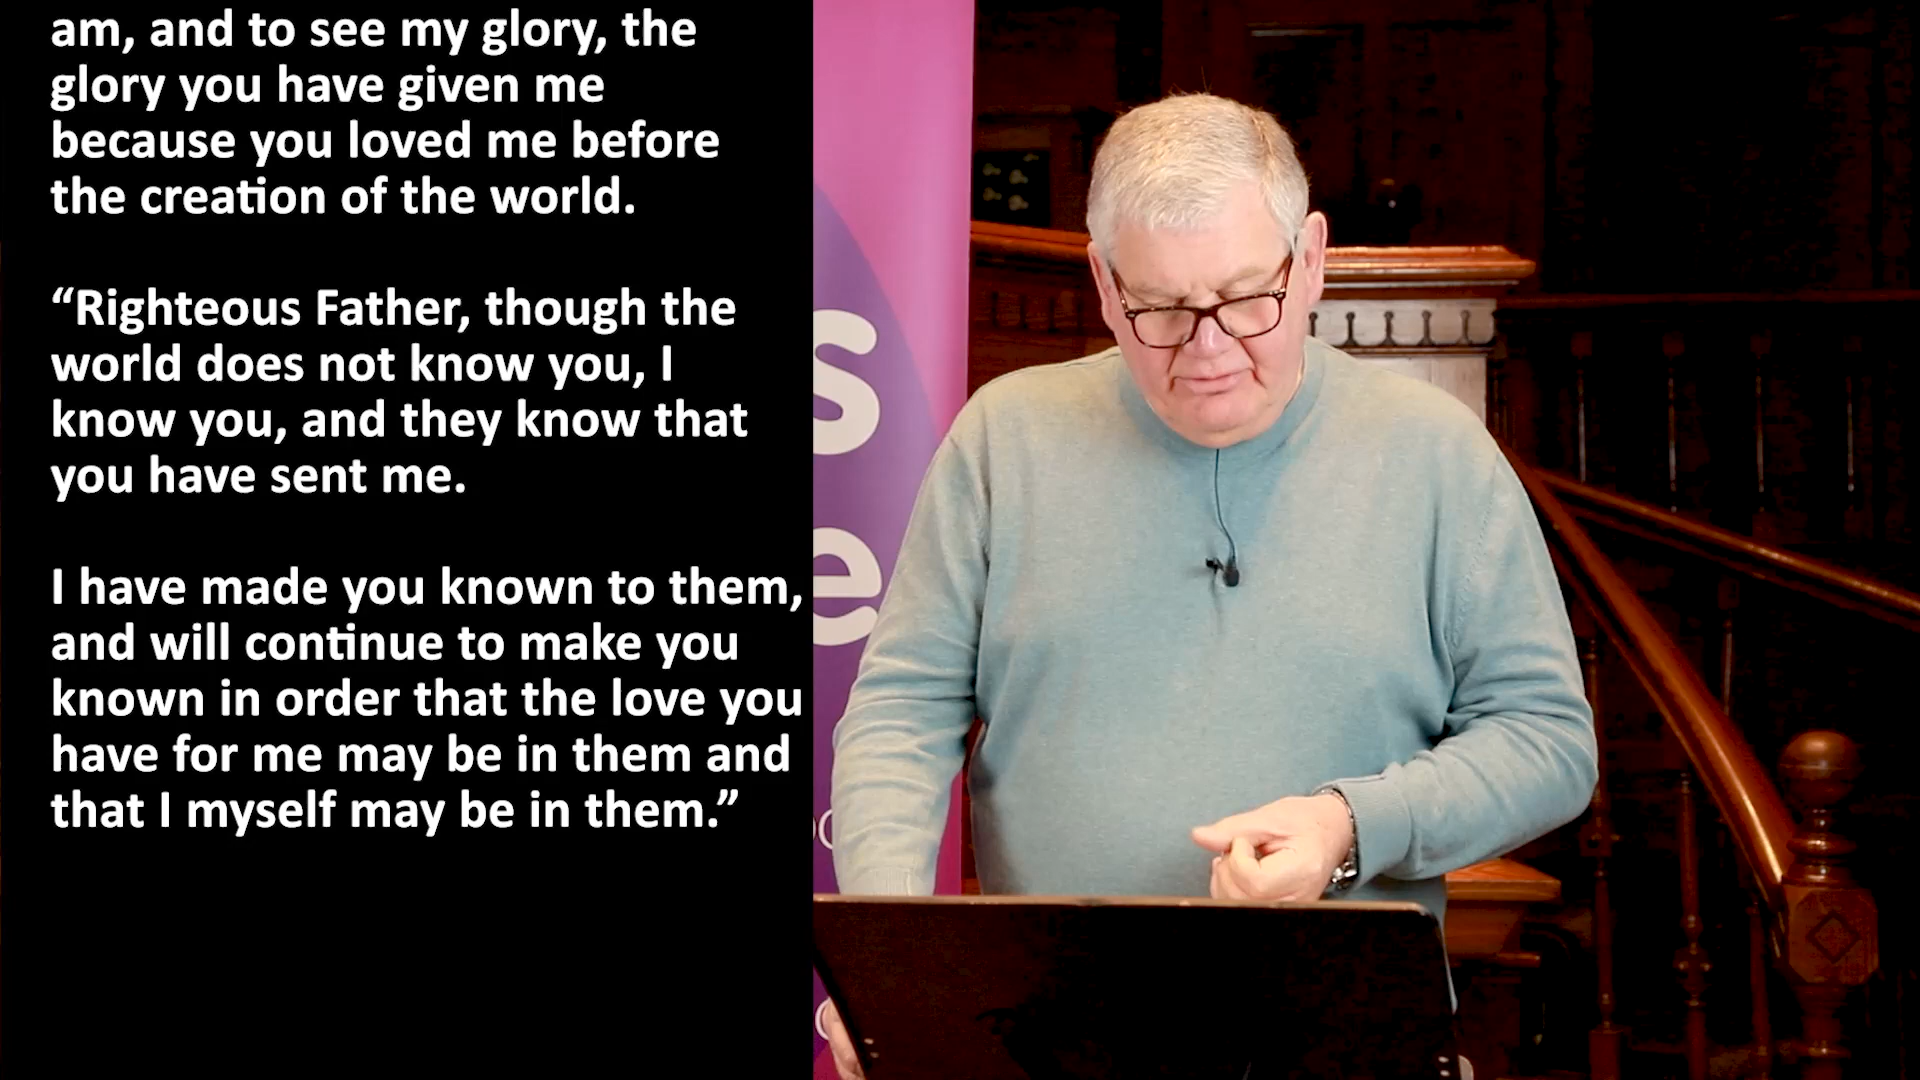 am, and to see my glory, the
glory you have given me
because you loved me before
the creation of the world.
“Righteous Father, though the
world does not know you, I
know you, and they know that
you have sent me.
I have made you known to them,
and will continue to make you
known in order that the love you
have for me may be in them and
that I myself may be in them.”
s
e